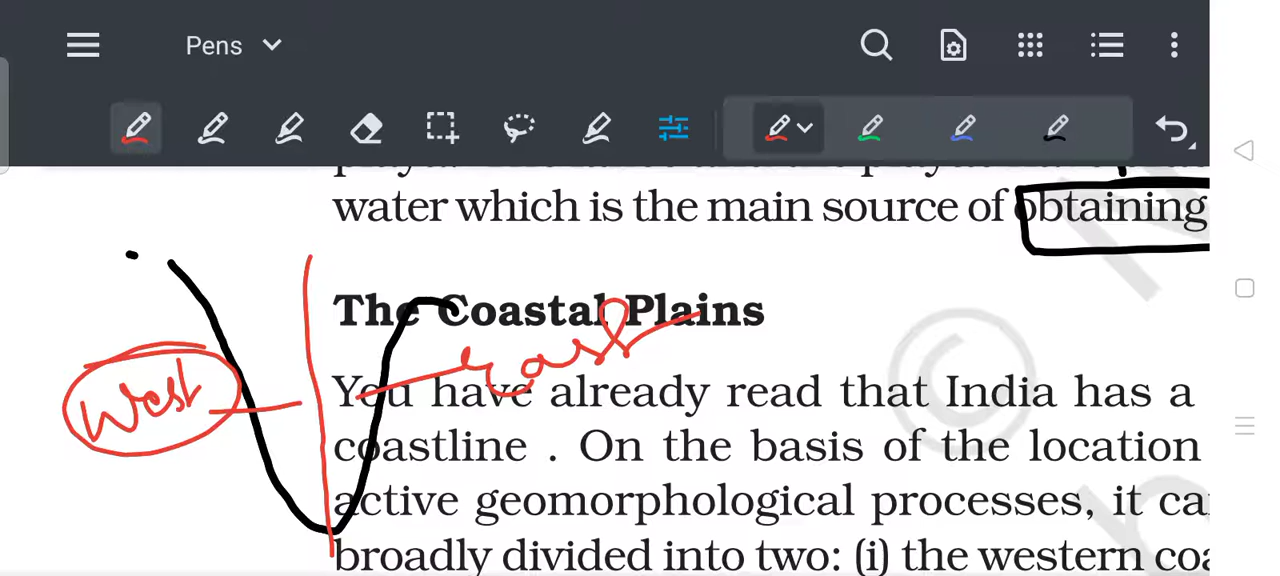 Pens
water which is the main source of obtaining
The Coastal Plains
West
East
You have already read that India has a
coastline . On the basis of the location
active geomorphological processes, it ca
broadly divided into two: (i) the western coa